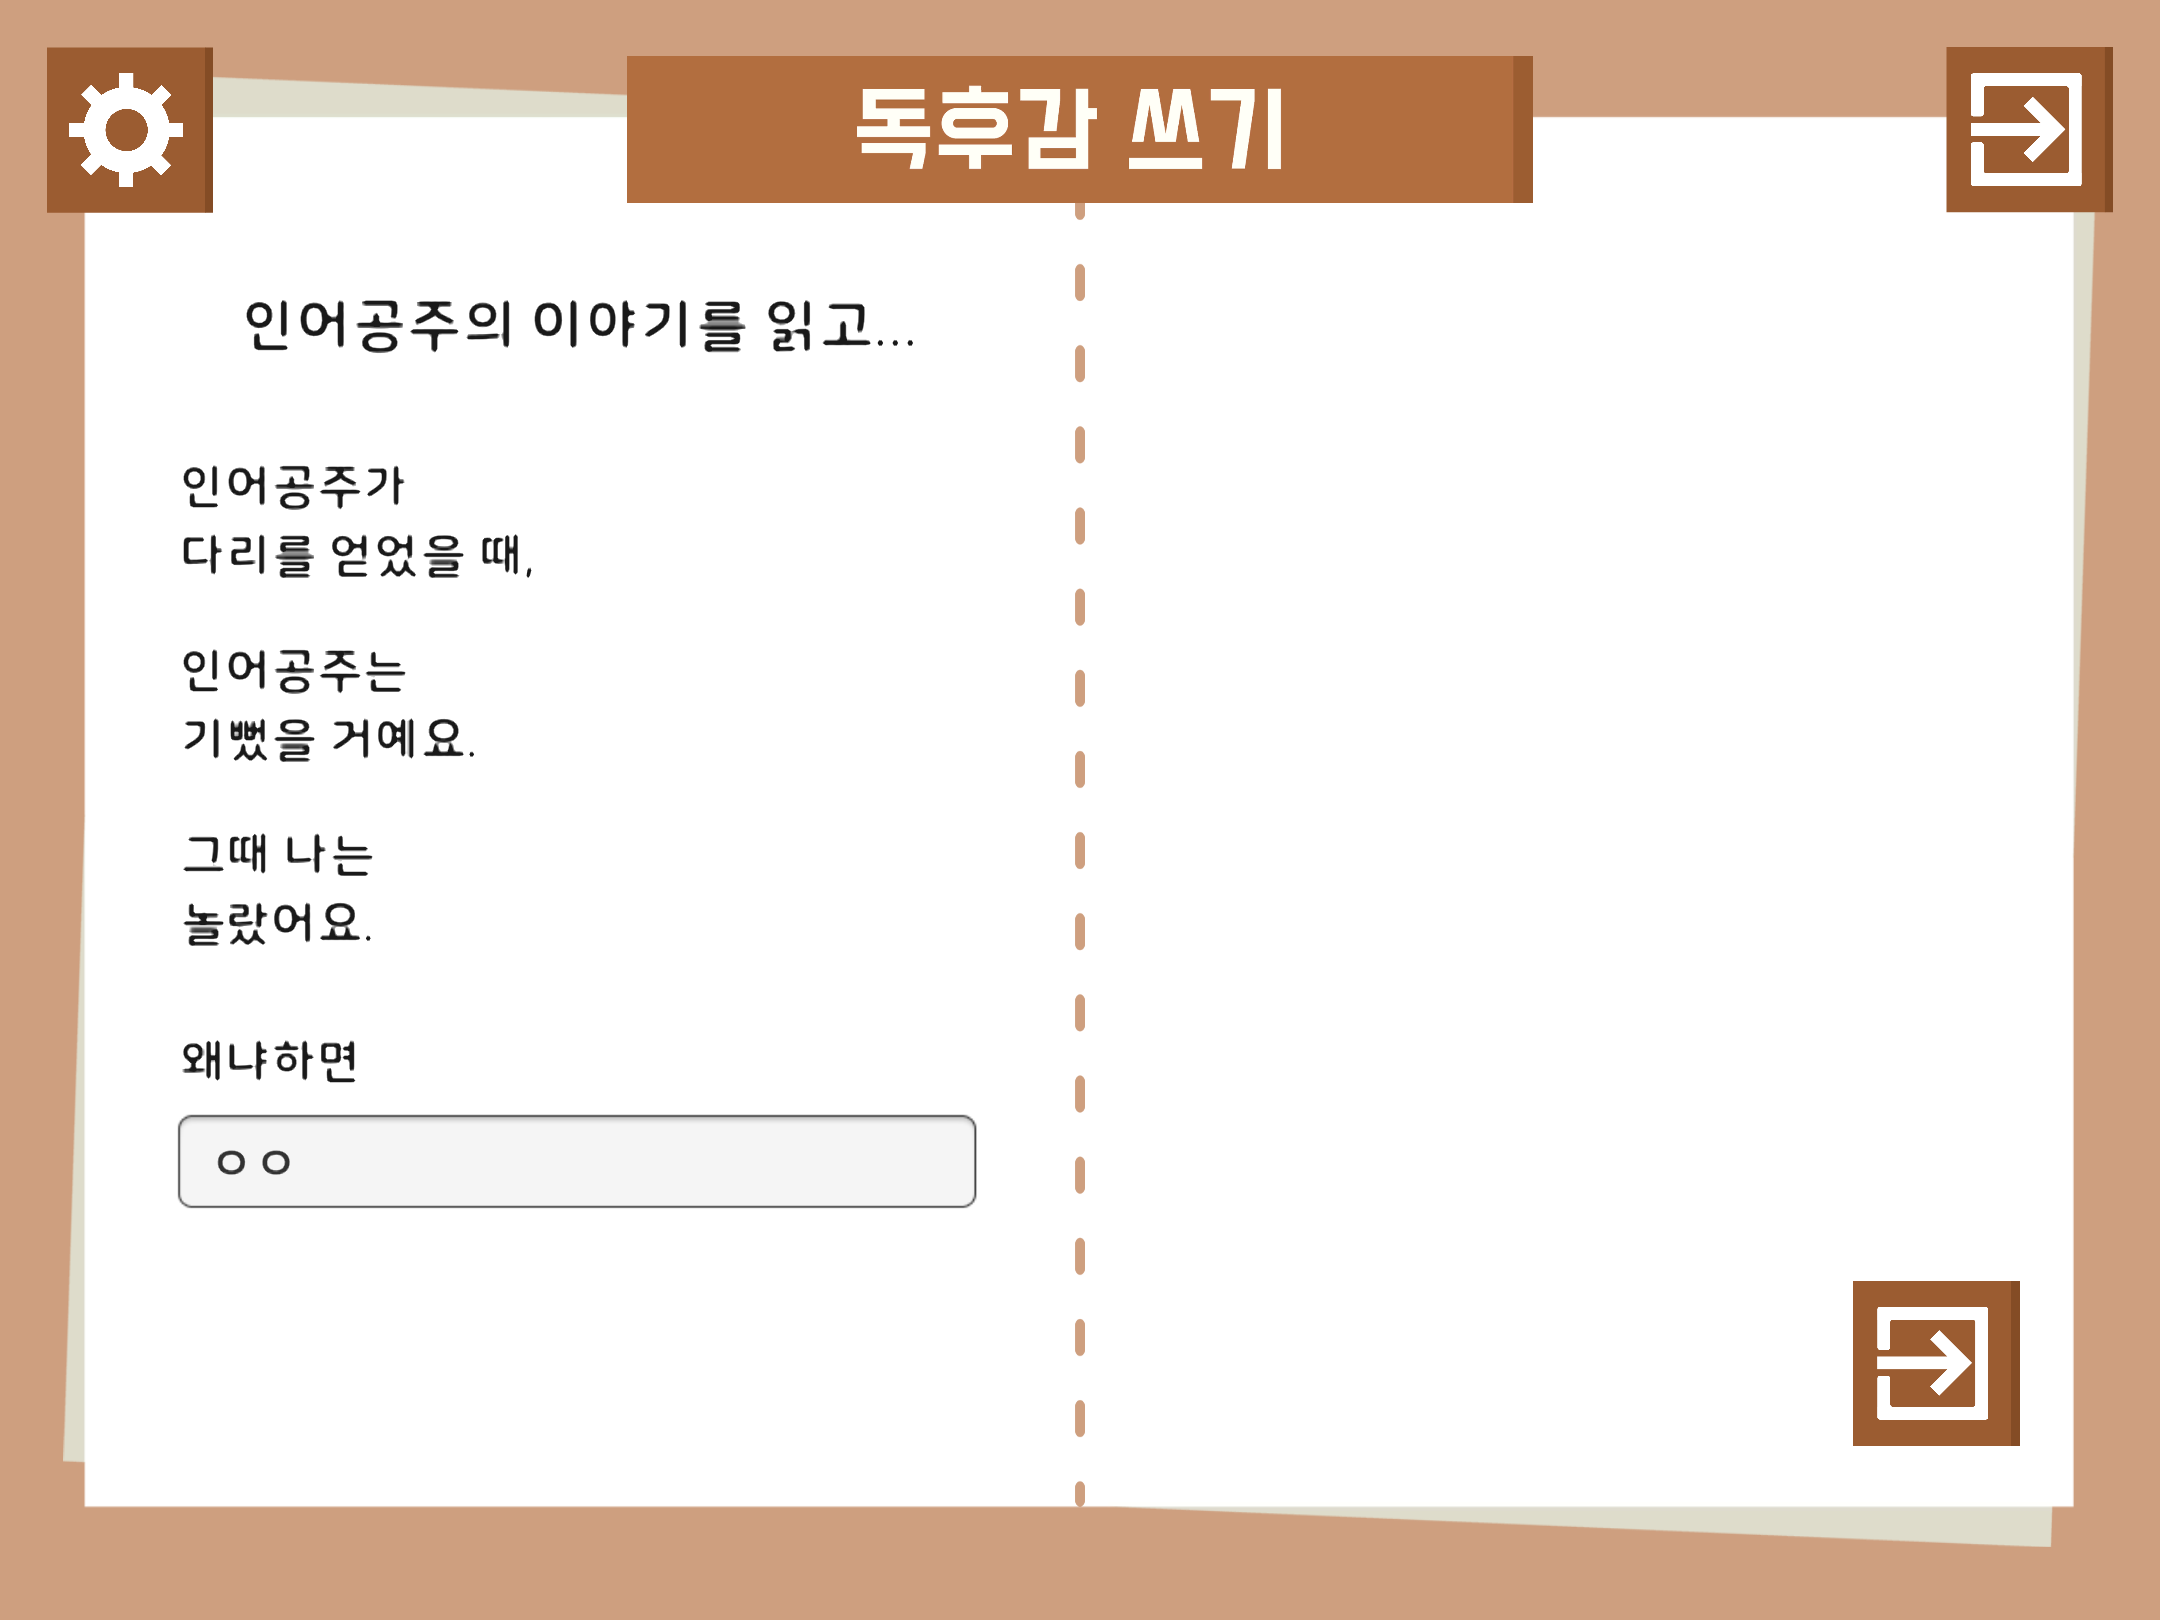 독후감 쓰기
인어공주의 이야기를 읽고...
인어공주가
다리를 얻었을 때,
인어공주는
기뻤을 거예요.
그때 나는
놀랐어요.
왜냐하면
ㅇㅇ